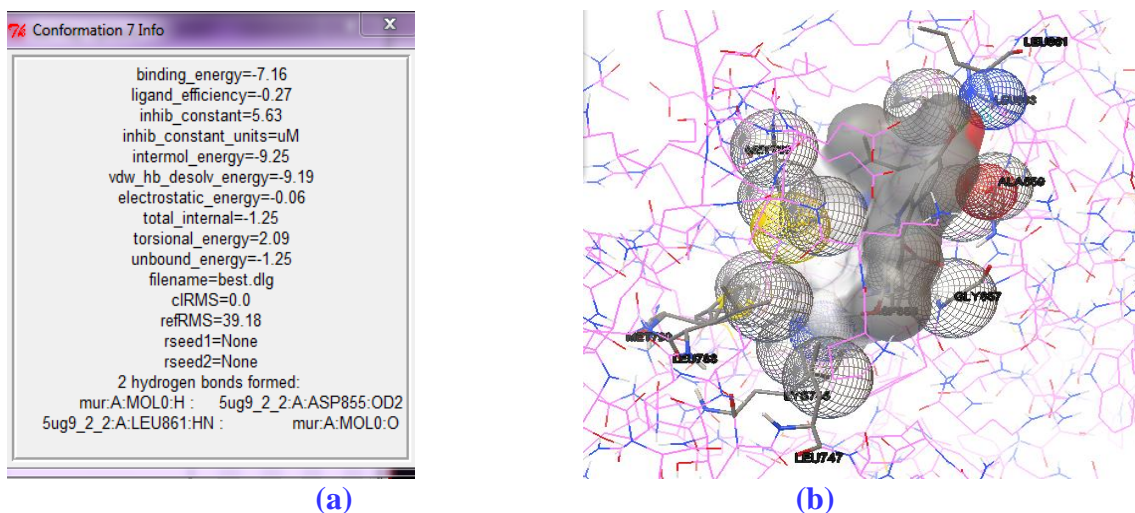 Conformation 7 Info
x
binding_energy=-7.16
ligand_efficiency=-0.27
inhib_constant=5.63
inhib_constant_units=uM
intermol_energy=-9.25
vdw_hb_desolv_energy=-9.19
electrostatic_energy=-0.06
total_internal=-1.25
torsional_energy=2.09
unbound_energy=-1.25
filename=best.dlg
clRMS=0.0
refRMS=39.18
rseed1=None
rseed2=None
2 hydrogen bonds formed:
mur:A:MOL0:H : 5ug9_2_2:A:ASP855:OD2
5ug9_2_2:A:LEU861:HN : mur:A:MOL0:O
LEU861
GLY857
LEU747
(a)
(b)